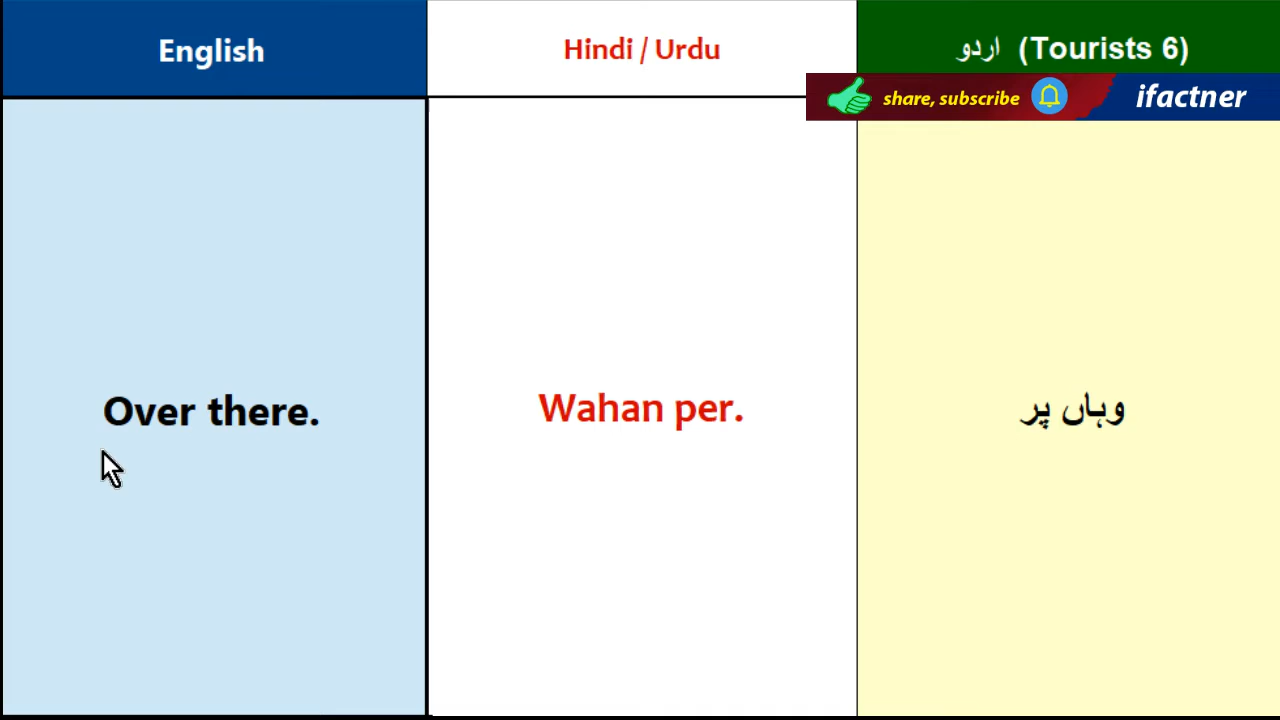 English
Hindi / Urdu
اردو (Tourists 6)
share, subscribe
ifactner
Over there.
Wahan per.
وہاں پر